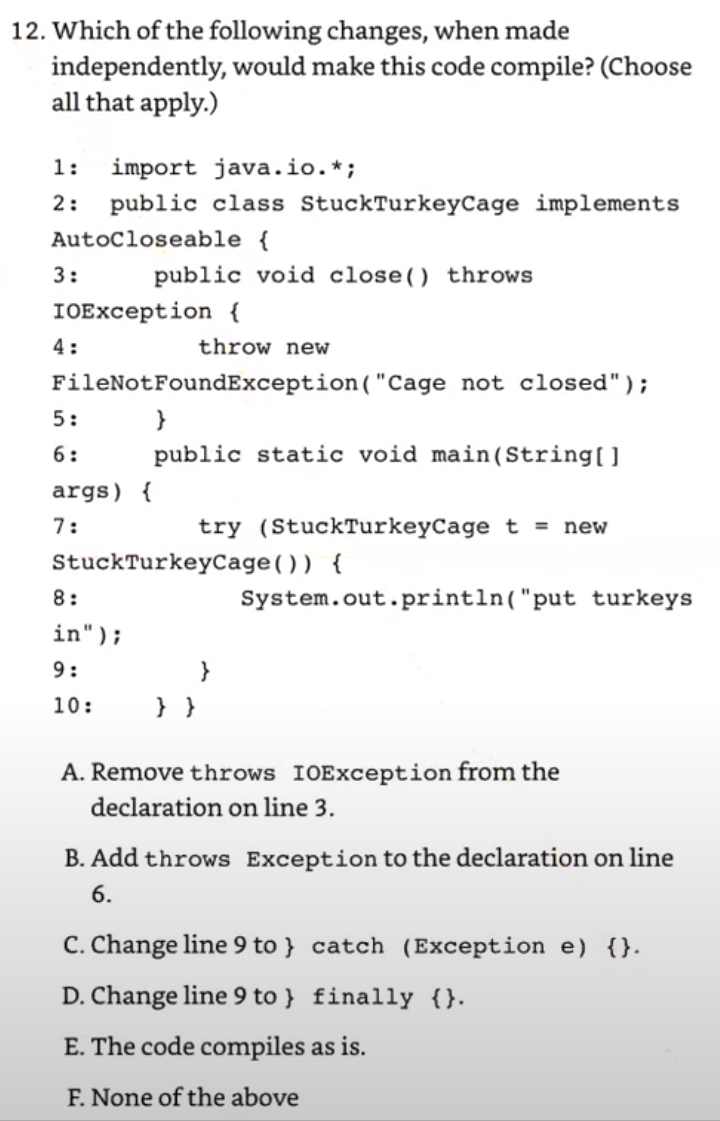 12. Which of the following changes, when made
independently, would make this code compile? (Choose
all that apply.)
1: import java.io.*;
2: public class StuckTurkeyCage implements
AutoCloseable {
3: public void close() throws
IOException {
4: throw new
FileNotFoundException("Cage not closed");
5: }
6: public static void main(String[]
args) {
7: try (StuckTurkeyCage t = new
StuckTurkeyCage()) {
8: System.out.println("put turkeys
in");
9: }
10: } }
A. Remove throws IOException from the
declaration on line 3.
B. Add throws Exception to the declaration on line
6.
C. Change line 9 to } catch (Exception e) {}.
D. Change line 9 to } finally {}.
E. The code compiles as is.
F. None of the above